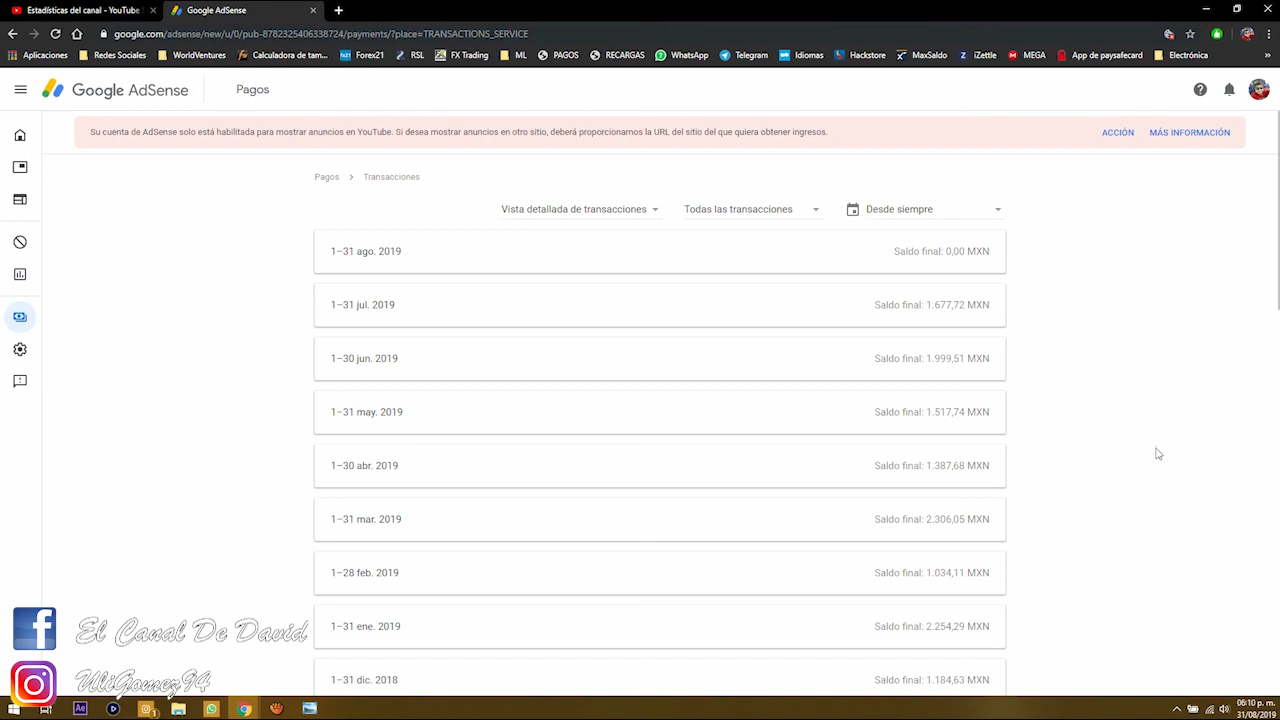 Estadísticas del canal - YouTube S
Google AdSense
google.com/adsense/new/u/0/pub-8782325406338724/payments/?place=TRANSACTIONS_SERVICE
Aplicaciones Redes Sociales WorldVentures Calculadora de tam... Forex21 RSL FX Trading ML PAGOS RECARGAS WhatsApp Telegram Idiomas Hackstore MaxSaldo iZettle MEGA App de paysafecard Electrónica »
Google AdSense Pagos
Su cuenta de AdSense solo está habilitada para mostrar anuncios en YouTube. Si desea mostrar anuncios en otro sitio, deberá proporcionarnos la URL del sitio del que quiera obtener ingresos. ACCIÓN MÁS INFORMACIÓN
Pagos > Transacciones
Vista detallada de transacciones Todas las transacciones Desde siempre
1–31 ago. 2019 Saldo final: 0,00 MXN
1–31 jul. 2019 Saldo final: 1.677,72 MXN
1–30 jun. 2019 Saldo final: 1.999,51 MXN
1–31 may. 2019 Saldo final: 1.517,74 MXN
1–30 abr. 2019 Saldo final: 1.387,68 MXN
1–31 mar. 2019 Saldo final: 2.306,05 MXN
1–28 feb. 2019 Saldo final: 1.034,11 MXN
1–31 ene. 2019 Saldo final: 2.254,29 MXN
1–31 dic. 2018 Saldo final: 1.184,63 MXN
El Canal De David
UliGomez94
06:10 p. m.
31/08/2019